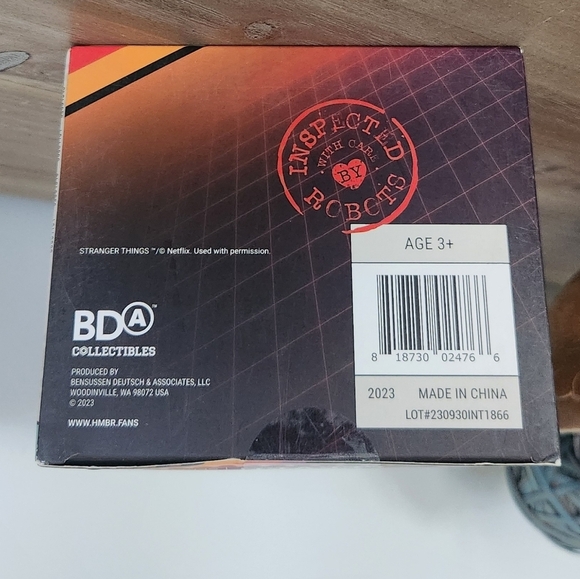 INSPECTED
WITH CARE
BY
ROBOTS
AGE 3+
STRANGER THINGS ™/© Netflix. Used with permission.
BDA™
COLLECTIBLES
8 18730 02476 6
PRODUCED BY
BENSUSSEN DEUTSCH & ASSOCIATES, LLC
WOODINVILLE, WA 98072 USA
© 2023
2023 MADE IN CHINA
LOT#230930INT1866
WWW.HMBR.FANS